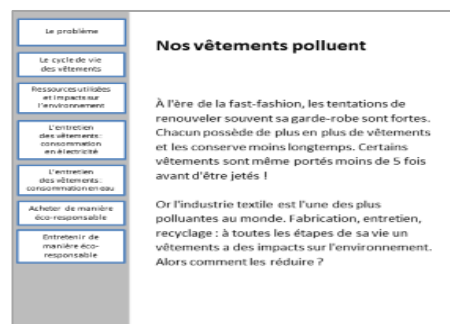 Le problème
Le cycle de vie
des vêtements
Ressources utilisées
et impacts sur
l'environnement
L'entretien
des vêtements :
consommation
en électricité
L'entretien
des vêtements :
consommation en eau
Acheter de manière
éco-responsable
Entretenir de
manière éco-
responsable
Nos vêtements polluent
À l'ère de la fast-fashion, les tentations de
renouveler souvent sa garde-robe sont fortes.
Chacun possède de plus en plus de vêtements
et les conserve moins longtemps. Certains
vêtements sont même portés moins de 5 fois
avant d'être jetés !
Or l'industrie textile est l'une des plus
polluantes au monde. Fabrication, entretien,
recyclage : à toutes les étapes de sa vie un
vêtements a des impacts sur l'environnement.
Alors comment les réduire ?